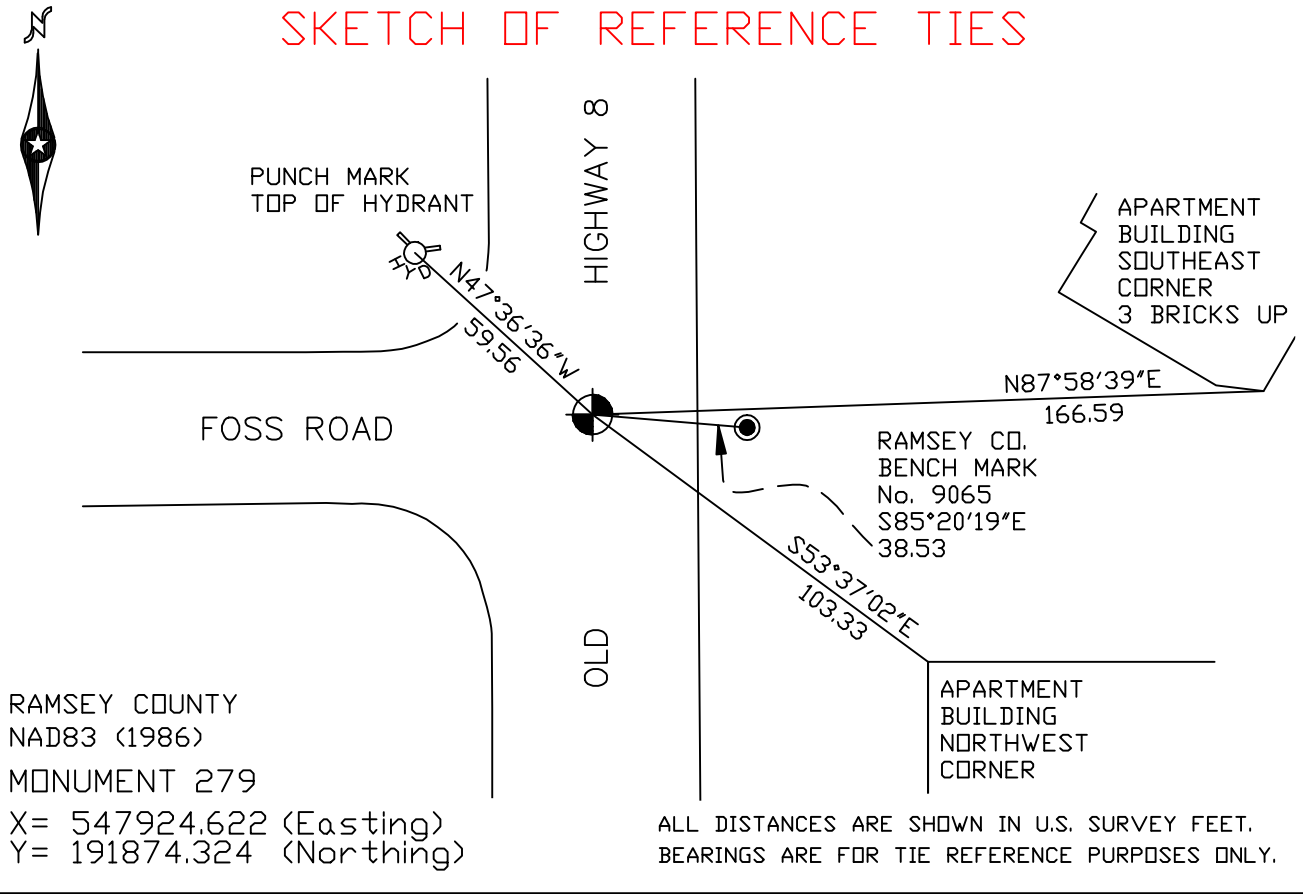 N
SKETCH OF REFERENCE TIES
HIGHWAY 8
PUNCH MARK
TOP OF HYDRANT
HYD
N47°36'36"W
59.56
APARTMENT
BUILDING
SOUTHEAST
CORNER
3 BRICKS UP
N87°58'39"E
166.59
FOSS ROAD
RAMSEY CO.
BENCH MARK
No. 9065
S85°20'19"E
38.53
S53°37'02"E
103.33
OLD
APARTMENT
BUILDING
NORTHWEST
CORNER
RAMSEY COUNTY
NAD83 (1986)
MONUMENT 279
X= 547924.622 (Easting)
Y= 191874.324 (Northing)
ALL DISTANCES ARE SHOWN IN U.S. SURVEY FEET.
BEARINGS ARE FOR TIE REFERENCE PURPOSES ONLY.